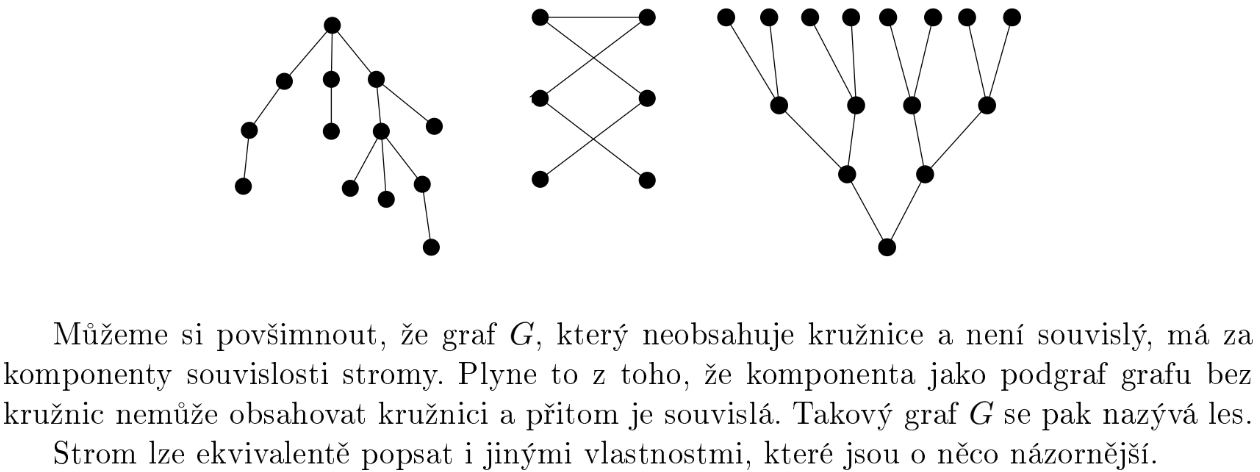 Můžeme si povšimnout, že graf G, který neobsahuje kružnice a není souvislý, má za
komponenty souvislosti stromy. Plyne to z toho, že komponenta jako podgraf grafu bez
kružnic nemůže obsahovat kružnici a přitom je souvislá. Takový graf G se pak nazývá les.
Strom lze ekvivalentě popsat i jinými vlastnostmi, které jsou o něco názornější.